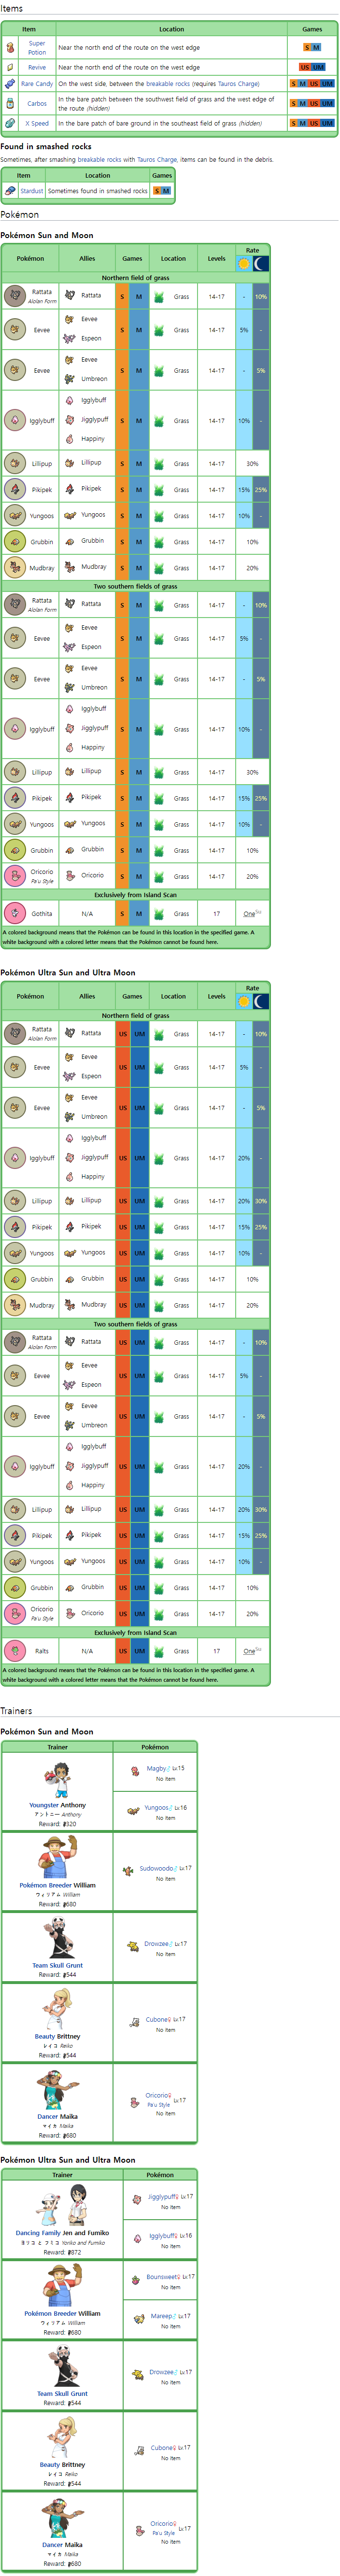 Items
Item Location Games
Super Potion Near the north end of the route on the west edge S M
Revive Near the north end of the route on the west edge US UM
Rare Candy On the west side, between the breakable rocks (requires Tauros Charge) S M US UM
Carbos In the bare patch between the southwest field of grass and the west edge of the route (hidden) S M US UM
X Speed In the bare patch of bare ground in the southeast field of grass (hidden) S M US UM
Found in smashed rocks
Sometimes, after smashing breakable rocks with Tauros Charge, items can be found in the debris.
Item Location Games
Stardust Sometimes found in smashed rocks S M
Pokémon
Pokémon Sun and Moon
Pokémon Allies Games Location Levels Rate
Northern field of grass
Rattata Alolan Form Rattata S M Grass 14-17 - 10%
Eevee Eevee Espeon S M Grass 14-17 5% -
Eevee Eevee Umbreon S M Grass 14-17 - 5%
Igglybuff Igglybuff Jigglypuff Happiny S M Grass 14-17 10% -
Lillipup Lillipup S M Grass 14-17 30%
Pikipek Pikipek S M Grass 14-17 15% 25%
Yungoos Yungoos S M Grass 14-17 10% -
Grubbin Grubbin S M Grass 14-17 10%
Mudbray Mudbray S M Grass 14-17 20%
Two southern fields of grass
Rattata Alolan Form Rattata S M Grass 14-17 - 10%
Eevee Eevee Espeon S M Grass 14-17 5% -
Eevee Eevee Umbreon S M Grass 14-17 - 5%
Igglybuff Igglybuff Jigglypuff Happiny S M Grass 14-17 10% -
Lillipup Lillipup S M Grass 14-17 30%
Pikipek Pikipek S M Grass 14-17 15% 25%
Yungoos Yungoos S M Grass 14-17 10% -
Grubbin Grubbin S M Grass 14-17 10%
Oricorio Pa'u Style Oricorio S M Grass 14-17 20%
Exclusively from Island Scan
Gothita N/A S M Grass 17 One
A colored background means that the Pokémon can be found in this location in the specified game. A
white background with a colored letter means that the Pokémon cannot be found here.
Pokémon Ultra Sun and Ultra Moon
Pokémon Allies Games Location Levels Rate
Northern field of grass
Rattata Alolan Form Rattata US UM Grass 14-17 - 10%
Eevee Eevee Espeon US UM Grass 14-17 5% -
Eevee Eevee Umbreon US UM Grass 14-17 - 5%
Igglybuff Igglybuff Jigglypuff Happiny US UM Grass 14-17 20% -
Lillipup Lillipup US UM Grass 14-17 20% 30%
Pikipek Pikipek US UM Grass 14-17 15% 25%
Yungoos Yungoos US UM Grass 14-17 10% -
Grubbin Grubbin US UM Grass 14-17 10%
Mudbray Mudbray US UM Grass 14-17 20%
Two southern fields of grass
Rattata Alolan Form Rattata US UM Grass 14-17 - 10%
Eevee Eevee Espeon US UM Grass 14-17 5% -
Eevee Eevee Umbreon US UM Grass 14-17 - 5%
Igglybuff Igglybuff Jigglypuff Happiny US UM Grass 14-17 20% -
Lillipup Lillipup US UM Grass 14-17 20% 30%
Pikipek Pikipek US UM Grass 14-17 15% 25%
Yungoos Yungoos US UM Grass 14-17 10% -
Grubbin Grubbin US UM Grass 14-17 10%
Oricorio Pa'u Style Oricorio US UM Grass 14-17 20%
Exclusively from Island Scan
Ralts N/A US UM Grass 17 One
A colored background means that the Pokémon can be found in this location in the specified game. A
white background with a colored letter means that the Pokémon cannot be found here.
Trainers
Pokémon Sun and Moon
Trainer Pokémon
Youngster Anthony
アントニー Anthony
Reward: 320
Magby♂ Lv.15
No item
Yungoos♂ Lv.16
No item
Pokémon Breeder William
ウィリアム William
Reward: 680
Sudowoodo♂ Lv.17
No item
Team Skull Grunt
Reward: 544
Drowzee♂ Lv.17
No item
Beauty Brittney
レイコ Reiko
Reward: 544
Cubone♀ Lv.17
No item
Dancer Maika
マイカ Maika
Reward: 680
Oricorio♀ Pa'u Style Lv.17
No item
Pokémon Ultra Sun and Ultra Moon
Trainer Pokémon
Dancing Family Jen and Fumiko
ヨリコ と フミコ Yoriko and Fumiko
Reward: 872
Jigglypuff♀ Lv.17
No item
Igglybuff♀ Lv.16
No item
Pokémon Breeder William
ウィリアム William
Reward: 680
Bounsweet♀ Lv.17
No item
Mareep♂ Lv.17
No item
Team Skull Grunt
Reward: 544
Drowzee♂ Lv.17
No item
Beauty Brittney
レイコ Reiko
Reward: 544
Cubone♀ Lv.17
No item
Dancer Maika
マイカ Maika
Reward: 680
Oricorio♀ Pa'u Style Lv.17
No item